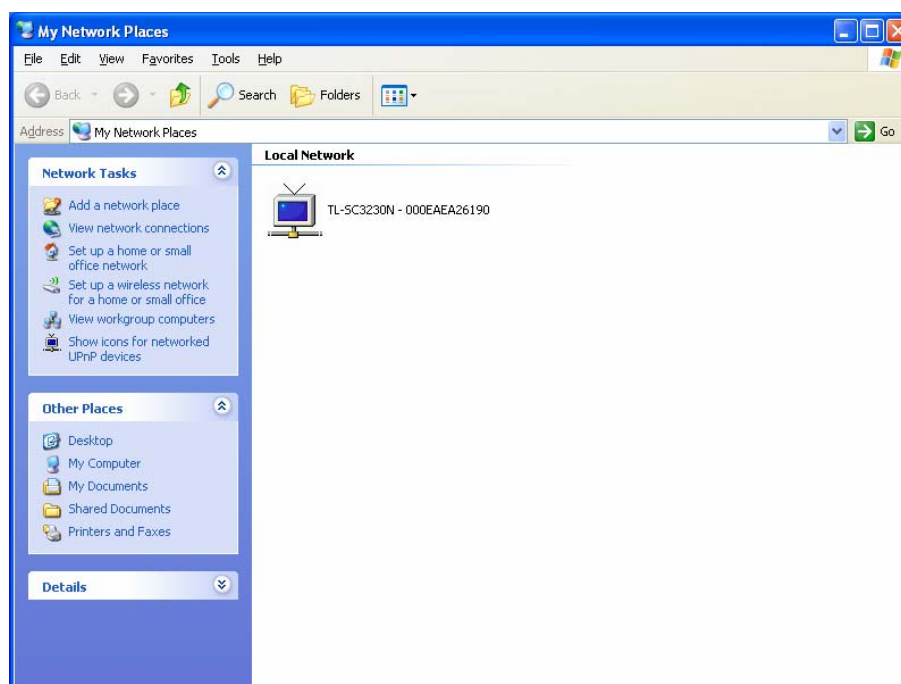 My Network Places
File Edit View Favorites Tools Help
Back Search Folders
Address My Network Places Go
Network Tasks
Add a network place
View network connections
Set up a home or small
office network
Set up a wireless network
for a home or small office
View workgroup computers
Show icons for networked
UPnP devices
Other Places
Desktop
My Computer
My Documents
Shared Documents
Printers and Faxes
Details
Local Network
TL-SC3230N - 000EAEA26190